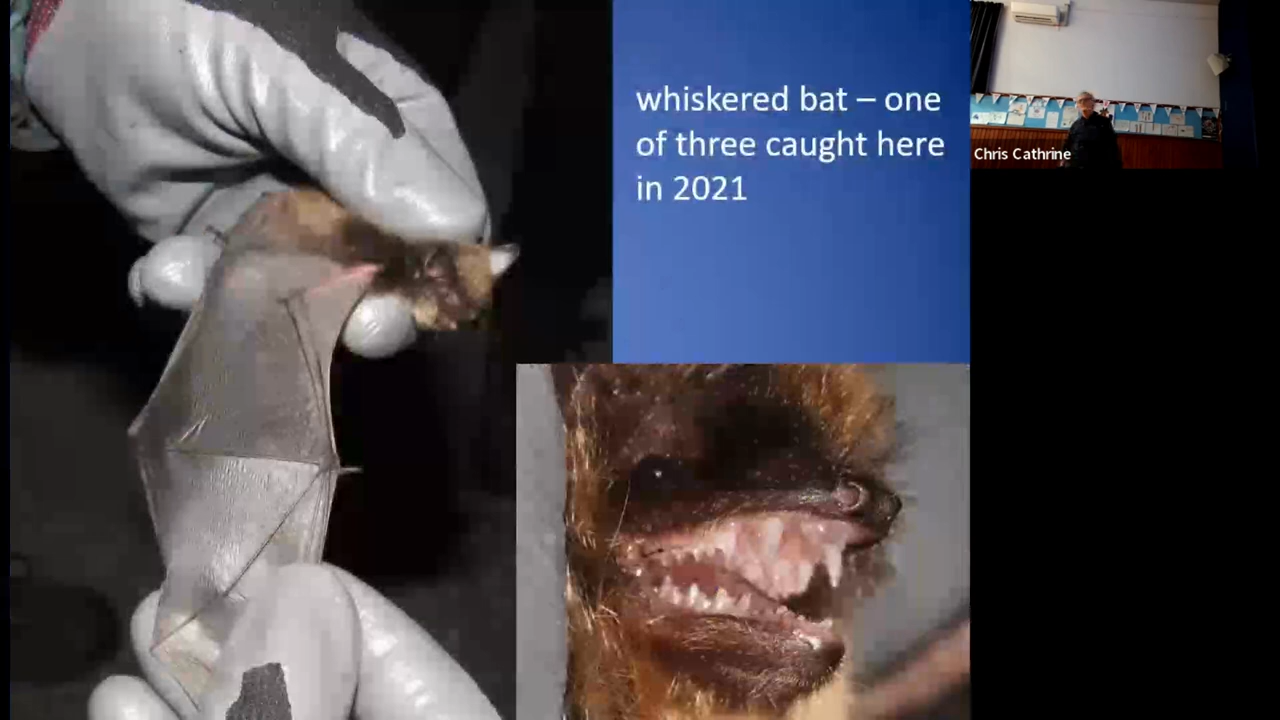 whiskered bat – one
of three caught here
in 2021
Chris Cathrine